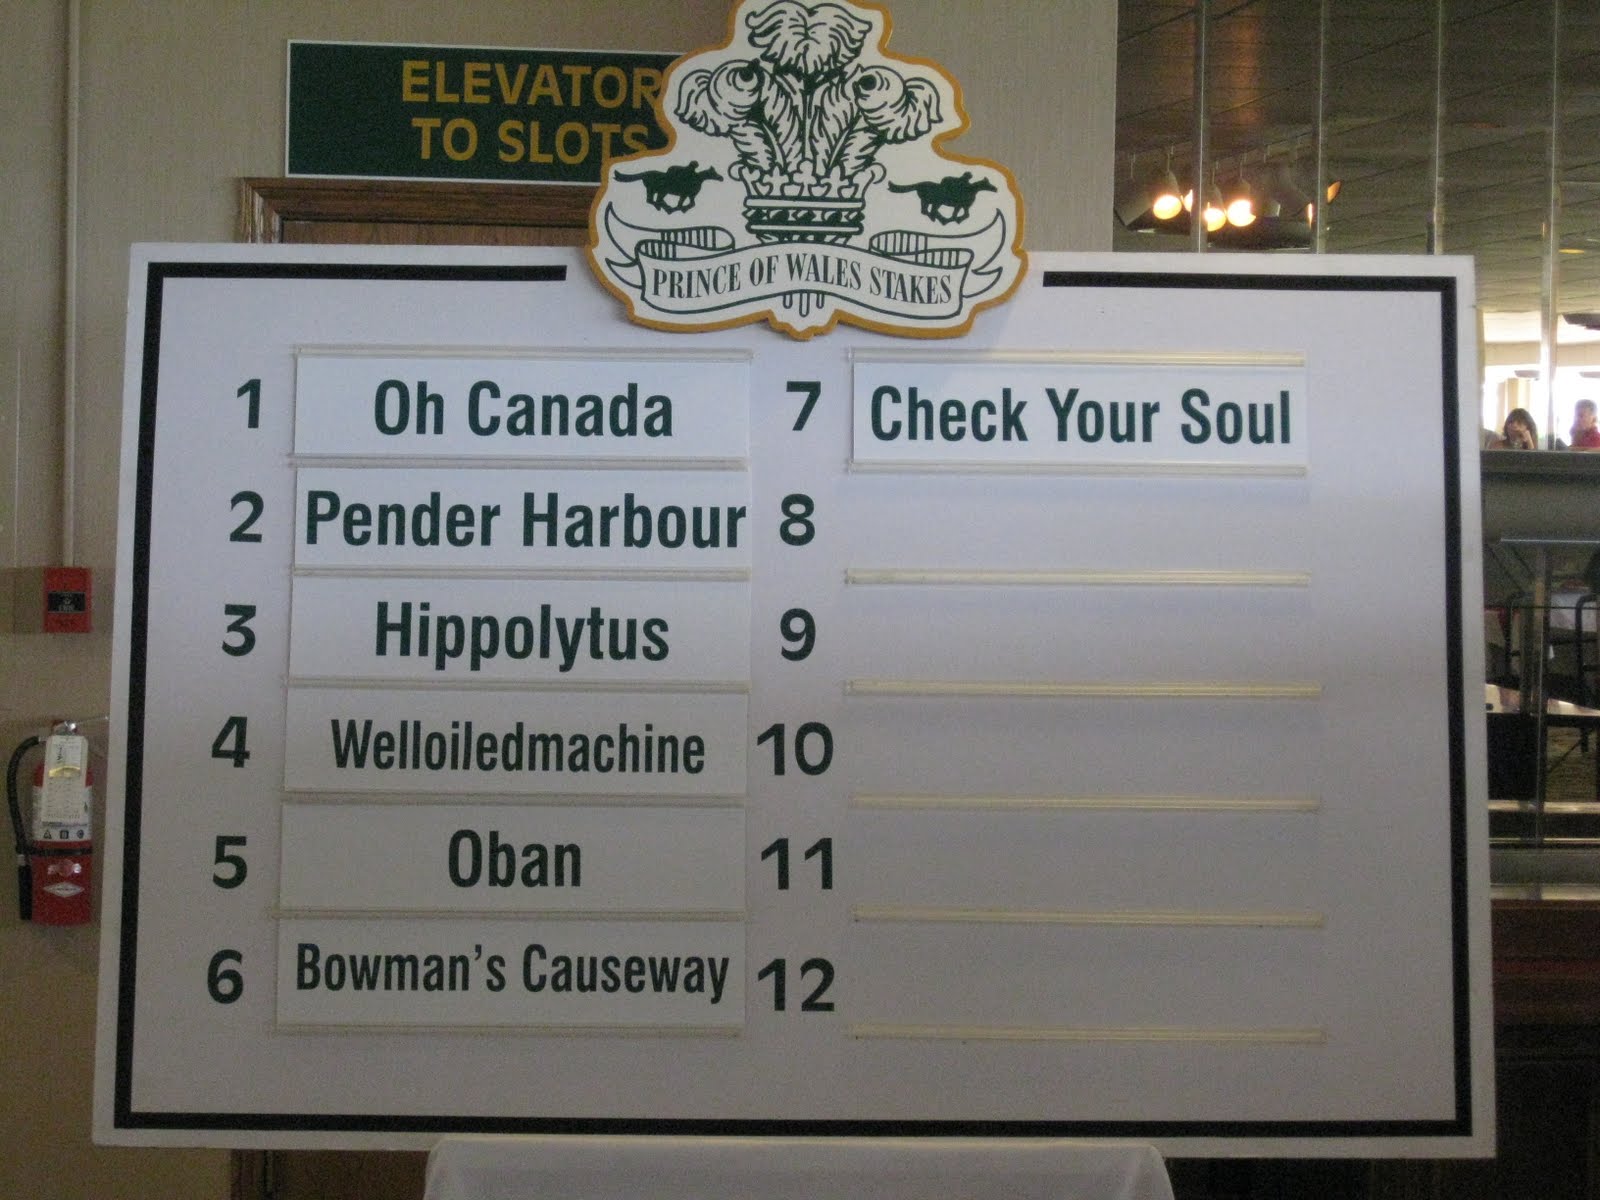 ELEVATOR
TO SLOTS
PRINCE OF WALES STAKES
1 Oh Canada
2 Pender Harbour
3 Hippolytus
4 Welloiledmachine
5 Oban
6 Bowman's Causeway
7 Check Your Soul
8
9
10
11
12
A B C